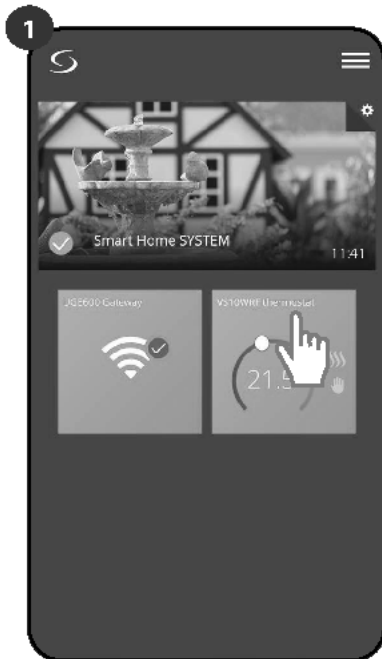 1
Smart Home SYSTEM
11:41
UGE600 Gateway
VS10WRF thermostat
21.5